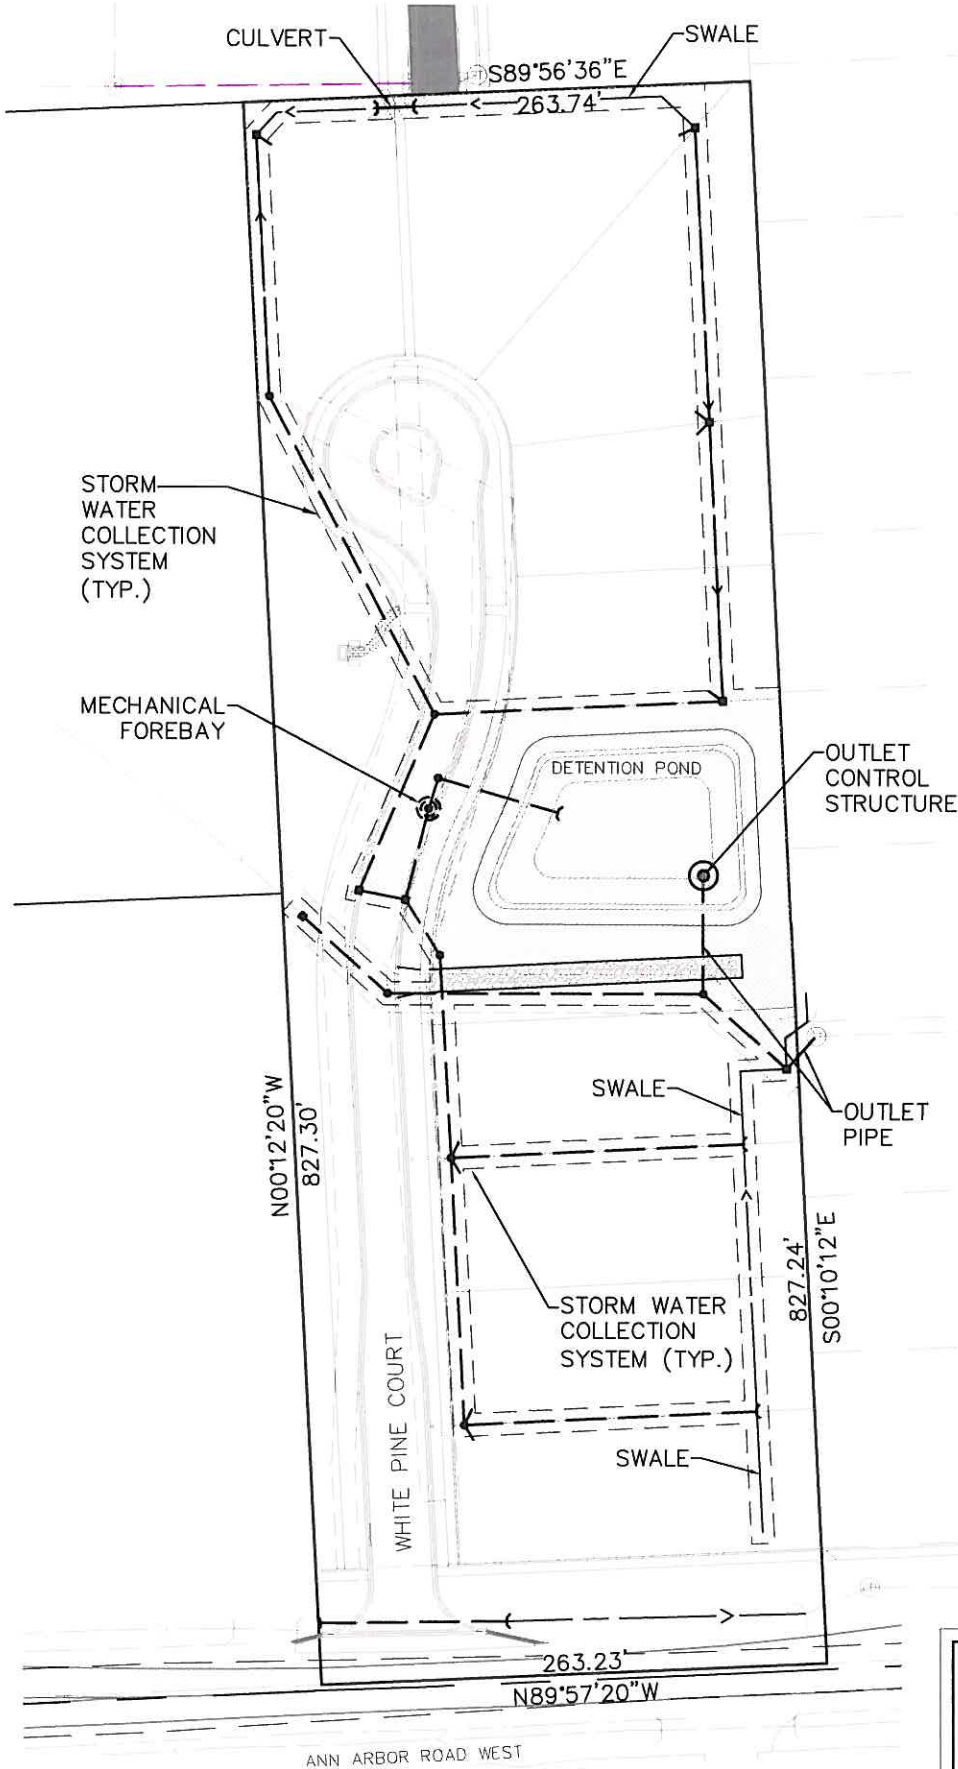 CULVERT
SWALE
S89°56'36"E
263.74'
STORM
WATER
COLLECTION
SYSTEM
(TYP.)
MECHANICAL
FOREBAY
DETENTION POND
OUTLET
CONTROL
STRUCTURE
SWALE
OUTLET
PIPE
N00°12'20"W
827.30'
827.24'
S00°10'12"E
STORM WATER
COLLECTION
SYSTEM (TYP.)
WHITE PINE COURT
SWALE
263.23'
N89°57'20"W
ANN ARBOR ROAD WEST